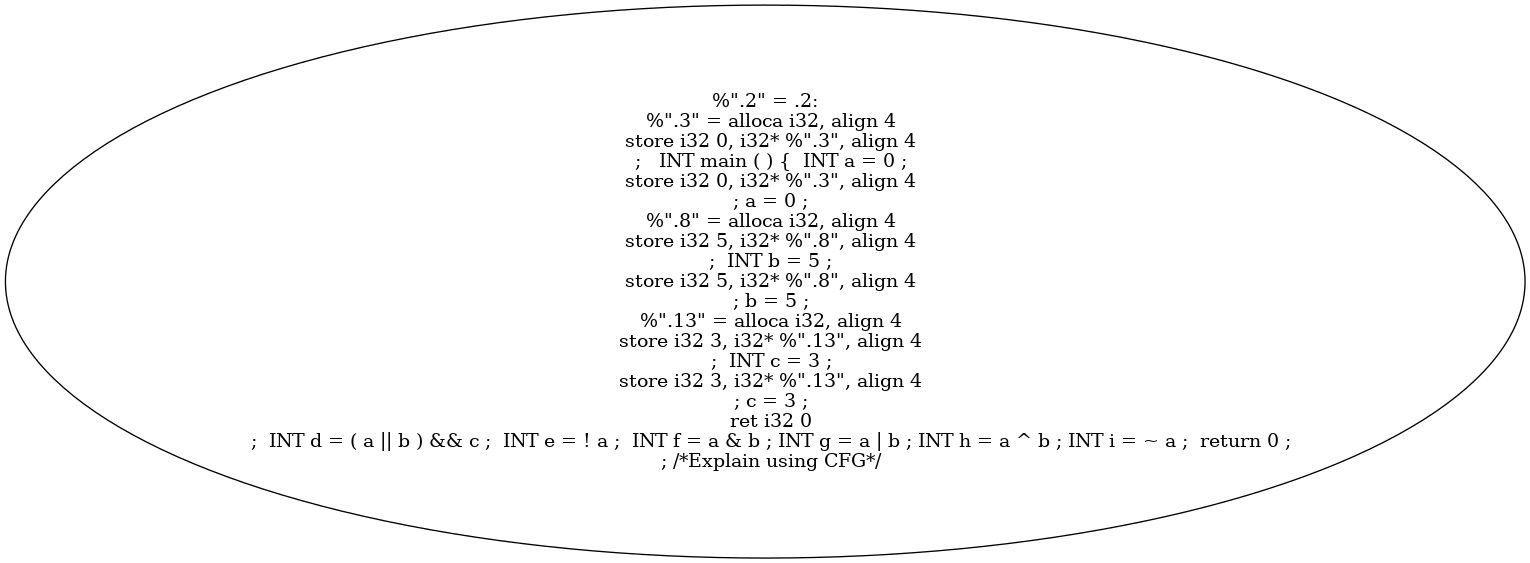 %".2" = .2:
%".3" = alloca i32, align 4
store i32 0, i32* %".3", align 4
;   INT main ( ) {  INT a = 0 ;
store i32 0, i32* %".3", align 4
; a = 0 ;
%".8" = alloca i32, align 4
store i32 5, i32* %".8", align 4
;  INT b = 5 ;
store i32 5, i32* %".8", align 4
; b = 5 ;
%".13" = alloca i32, align 4
store i32 3, i32* %".13", align 4
;  INT c = 3 ;
store i32 3, i32* %".13", align 4
; c = 3 ;
ret i32 0
;  INT d = ( a || b ) && c ;  INT e = ! a ;  INT f = a & b ; INT g = a | b ; INT h = a ^ b ; INT i = ~ a ;  return 0 ;
; /*Explain using CFG*/